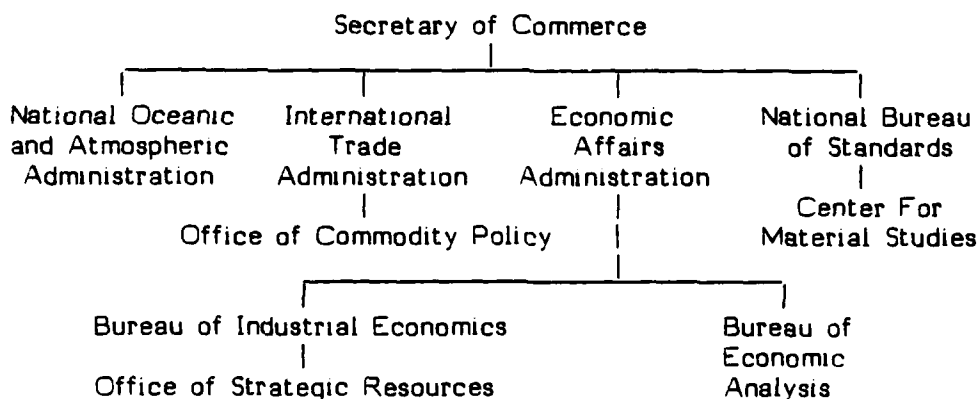 Secretary of Commerce
National Oceanic
and Atmospheric
Administration
International
Trade
Administration
Economic
Affairs
Administration
National Bureau
of Standards
Office of Commodity Policy
Center For
Material Studies
Bureau of Industrial Economics
Office of Strategic Resources
Bureau of
Economic
Analysis